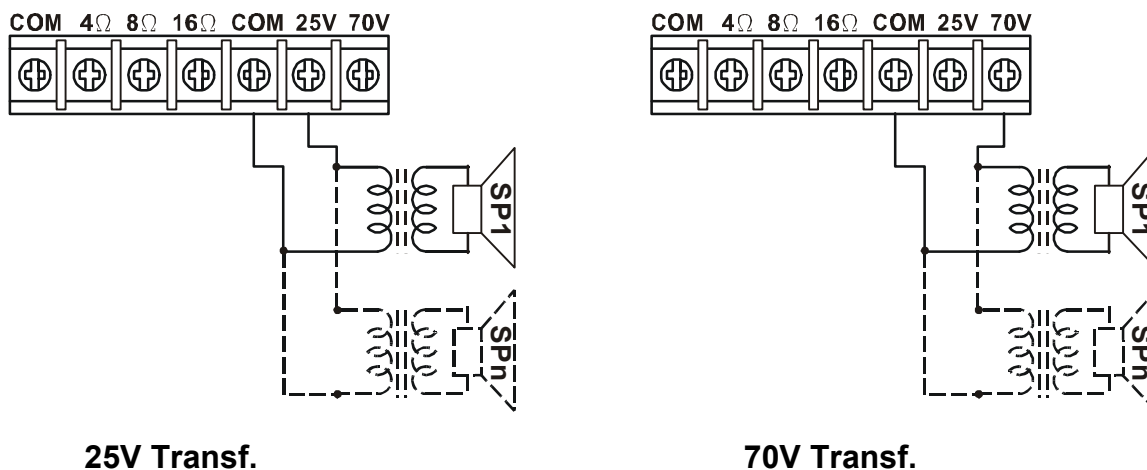 COM 4Ω 8Ω 16Ω COM 25V 70V
SP1
SPn
25V Transf.
COM 4Ω 8Ω 16Ω COM 25V 70V
SP1
SPn
70V Transf.